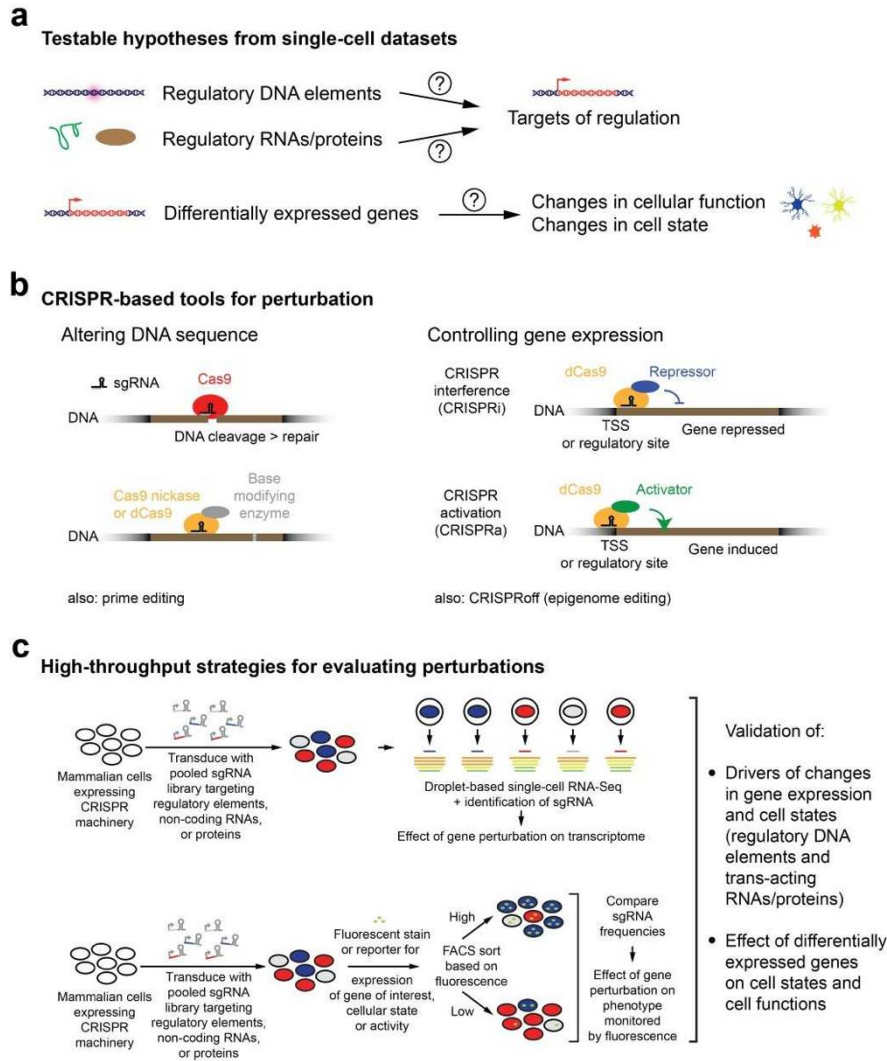 a
Testable hypotheses from single-cell datasets
Regulatory DNA elements
?
Regulatory RNAs/proteins
?
Targets of regulation
Differentially expressed genes
?
Changes in cellular function
Changes in cell state
b
CRISPR-based tools for perturbation
Altering DNA sequence
sgRNA
Cas9
DNA
DNA cleavage > repair
Cas9 nickase
or dCas9
Base
modifying
enzyme
DNA
also: prime editing
Controlling gene expression
CRISPR
interference
(CRISPRi)
dCas9
Repressor
DNA
TSS
or regulatory site
Gene repressed
CRISPR
activation
(CRISPRa)
dCas9
Activator
DNA
TSS
or regulatory site
Gene induced
also: CRISPRoff (epigenome editing)
c
High-throughput strategies for evaluating perturbations
Mammalian cells
expressing
CRISPR
machinery
Transduce with
pooled sgRNA
library targeting
regulatory elements,
non-coding RNAs,
or proteins
Droplet-based single-cell RNA-Seq
+ identification of sgRNA
Effect of gene perturbation on transcriptome
Mammalian cells
expressing
CRISPR
machinery
Transduce with
pooled sgRNA
library targeting
regulatory elements,
non-coding RNAs,
or proteins
Fluorescent stain
or reporter for
expression
of gene of interest,
cellular state
or activity
High
FACS sort
based on
fluorescence
Low
Compare
sgRNA
frequencies
Effect of gene
perturbation on
phenotype
monitored
by fluorescence
Validation of:
• Drivers of changes
in gene expression
and cell states
(regulatory DNA
elements and
trans-acting
RNAs/proteins)
• Effect of differentially
expressed genes
on cell states and
cell functions